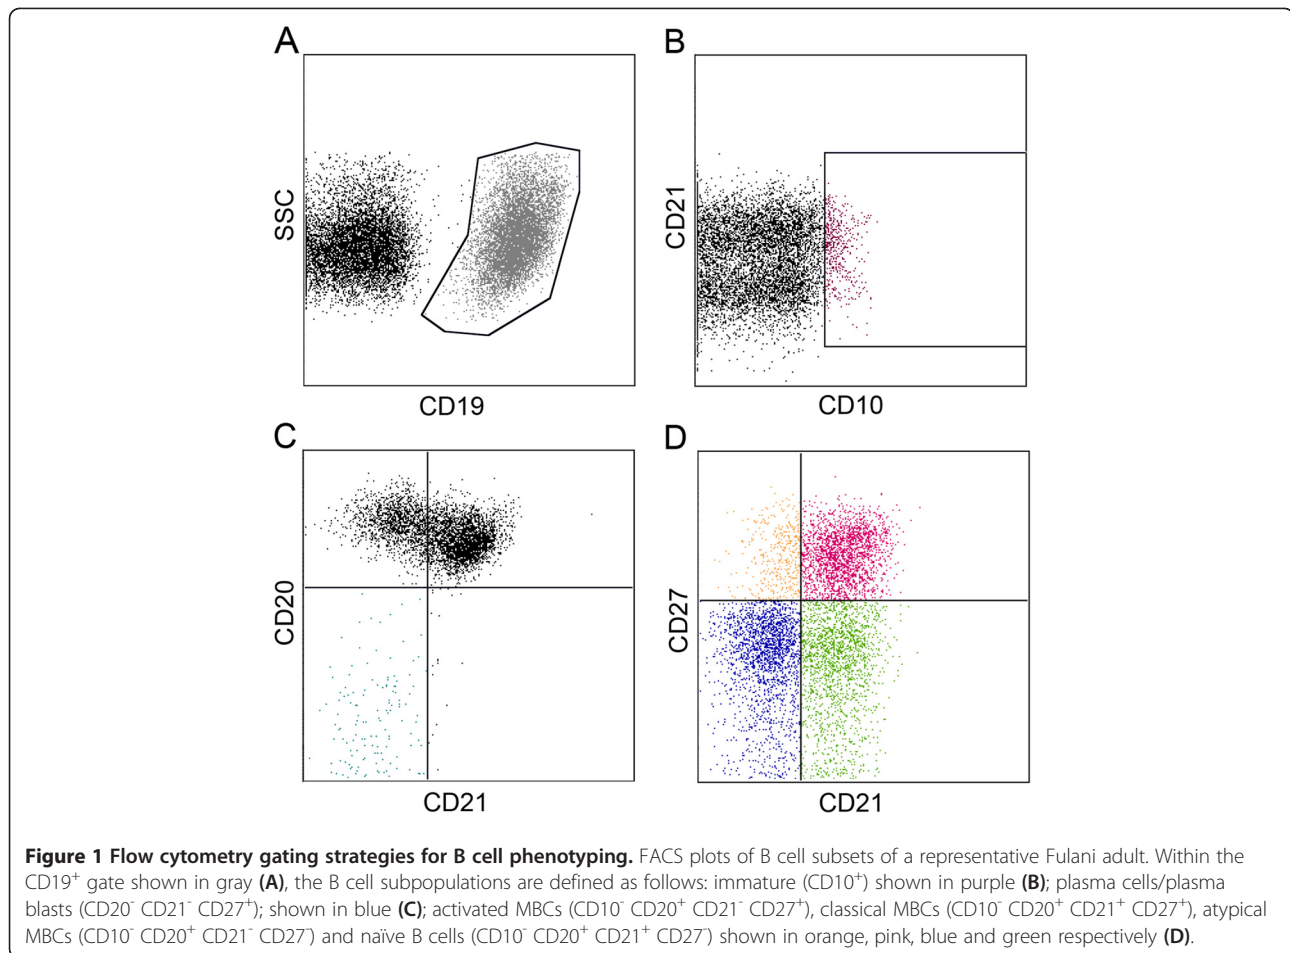 A
B
SSC
CD21
CD19
CD10
C
D
CD20
CD27
CD21
CD21
Figure 1 Flow cytometry gating strategies for B cell phenotyping. FACS plots of B cell subsets of a representative Fulani adult. Within the
CD19⁺ gate shown in gray (A), the B cell subpopulations are defined as follows: immature (CD10⁺) shown in purple (B); plasma cells/plasma
blasts (CD20⁻ CD21⁻ CD27⁺); shown in blue (C); activated MBCs (CD10⁻ CD20⁺ CD21⁻ CD27⁺), classical MBCs (CD10⁻ CD20⁺ CD21⁺ CD27⁺), atypical
MBCs (CD10⁻ CD20⁺ CD21⁻ CD27⁻) and naïve B cells (CD10⁻ CD20⁺ CD21⁺ CD27⁻) shown in orange, pink, blue and green respectively (D).